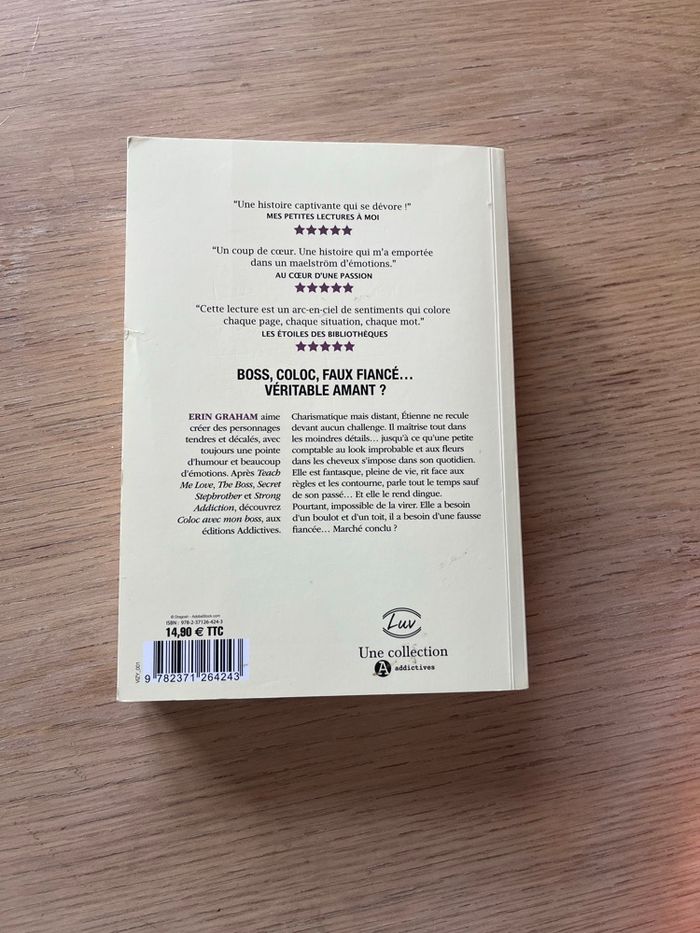 "Une histoire captivante qui se dévore !"
MES PETITES LECTURES À MOI
"Un coup de cœur. Une histoire qui m'a emportée
dans un maelström d'émotions."
AU CŒUR D'UNE PASSION
"Cette lecture est un arc-en-ciel de sentiments qui colore
chaque page, chaque situation, chaque mot."
LES ÉTOILES DES BIBLIOTHÈQUES
BOSS, COLOC, FAUX FIANCÉ…
VÉRITABLE AMANT ?
ERIN GRAHAM aime
créer des personnages
tendres et décalés, avec
toujours une pointe
d'humour et beaucoup
d'émotions. Après Teach
Me Love, The Boss, Secret
Stepbrother et Strong
Addiction, découvrez
Coloc avec mon boss, aux
éditions Addictives.
Charismatique mais distant, Étienne ne recule
devant aucun challenge. Il maîtrise tout dans
les moindres détails… jusqu'à ce qu'une petite
comptable au look improbable et aux fleurs
dans les cheveux s'impose dans son quotidien.
Elle est fantasque, pleine de vie, rit face aux
règles et les contourne, parle tout le temps sauf
de son passé… Et elle le rend dingue.
Pourtant, impossible de la virer. Elle a besoin
d'un boulot et d'un toit, il a besoin d'une fausse
fiancée… Marché conclu ?
ISBN : 978-2-37126-424-3
14,90 € TTC
VIZY_001
9 782371 264243
Luv
Une collection
A addictives